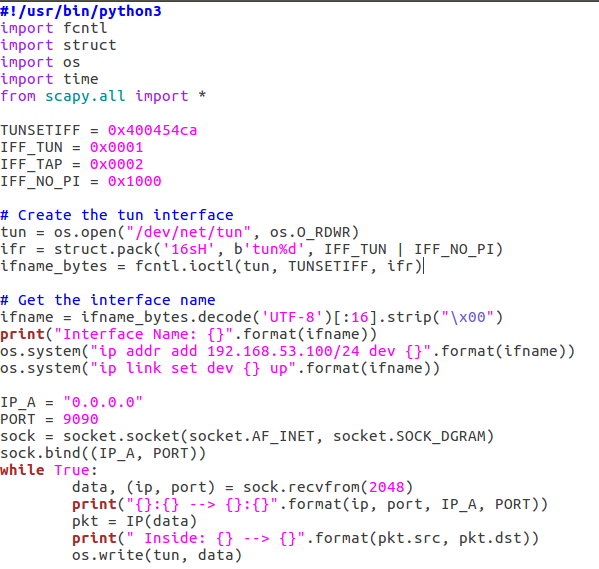 #!/usr/bin/python3
import fcntl
import struct
import os
import time
from scapy.all import *

TUNSETIFF = 0x400454ca
IFF_TUN = 0x0001
IFF_TAP = 0x0002
IFF_NO_PI = 0x1000

# Create the tun interface
tun = os.open("/dev/net/tun", os.O_RDWR)
ifr = struct.pack('16sH', b'tun%d', IFF_TUN | IFF_NO_PI)
ifname_bytes = fcntl.ioctl(tun, TUNSETIFF, ifr)

# Get the interface name
ifname = ifname_bytes.decode('UTF-8')[:16].strip("\x00")
print("Interface Name: {}".format(ifname))
os.system("ip addr add 192.168.53.100/24 dev {}".format(ifname))
os.system("ip link set dev {} up".format(ifname))

IP_A = "0.0.0.0"
PORT = 9090
sock = socket.socket(socket.AF_INET, socket.SOCK_DGRAM)
sock.bind((IP_A, PORT))
while True:
        data, (ip, port) = sock.recvfrom(2048)
        print("{}:{} --> {}:{}".format(ip, port, IP_A, PORT))
        pkt = IP(data)
        print(" Inside: {} --> {}".format(pkt.src, pkt.dst))
        os.write(tun, data)